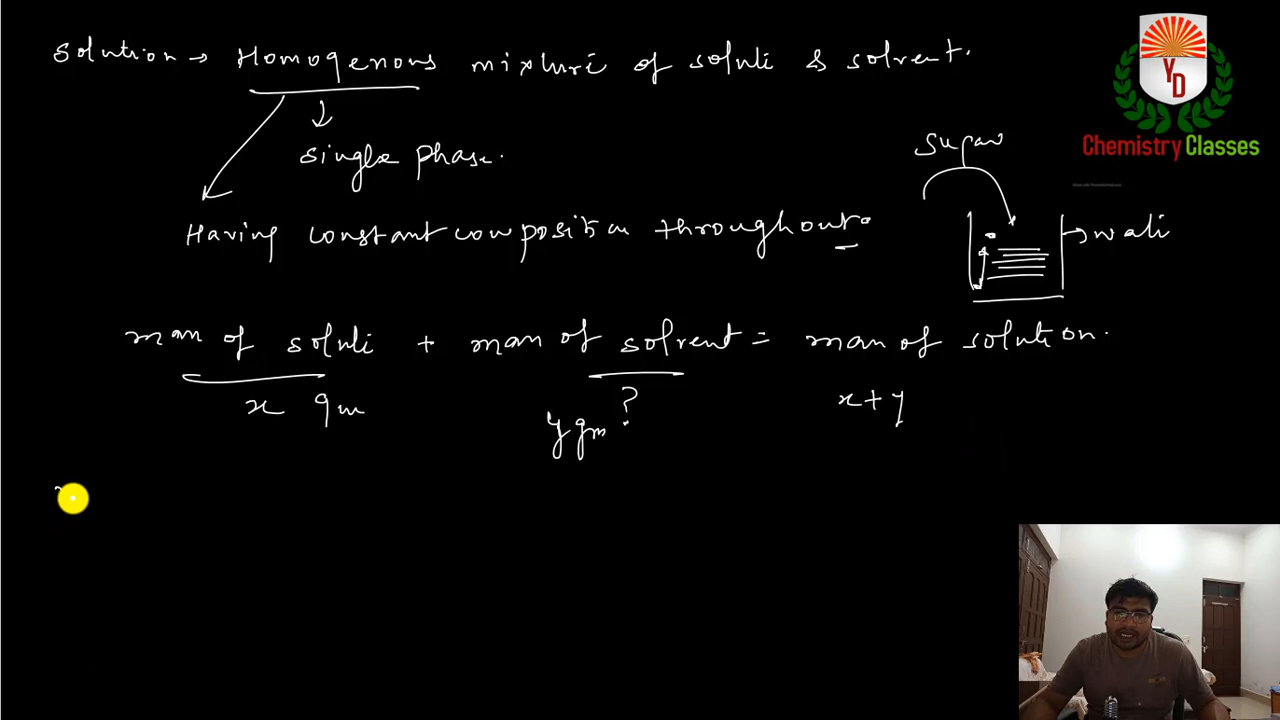 Solution → Homogenous mixture of solute & solvent.
YD
Chemistry Classes
single phase.
Sugar
Having constant composition throughout.
→ water
mass of solute + mass of solvent = mass of solution.
x gm
?
y gm
x + y